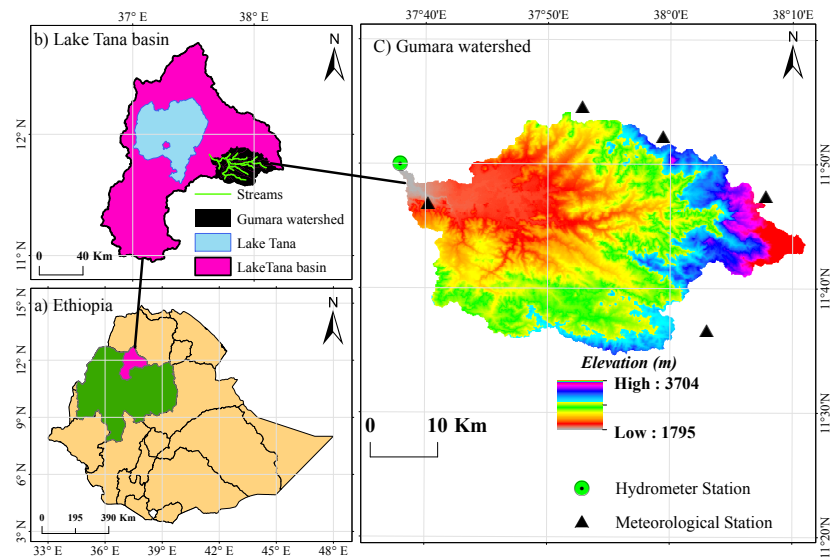 37° E
38° E
b) Lake Tana basin
N
12° N
11° N
Streams
Gumara watershed
Lake Tana
LakeTana basin
0 40 Km
a) Ethiopia
N
15° N
12° N
9° N
6° N
3° N
0 195 390 Km
33° E
36° E
39° E
42° E
45° E
48° E
37°40' E
37°50' E
38°0' E
38°10' E
C) Gumara watershed
N
11°50' N
11°40' N
11°30' N
11°20' N
Elevation (m)
High : 3704
Low : 1795
0 10 Km
Hydrometer Station
Meteorological Station